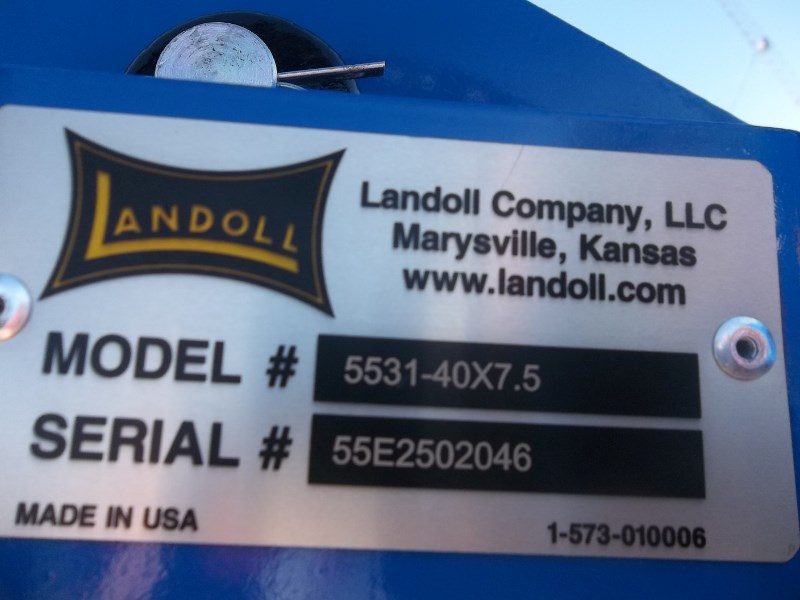 LANDOLL
Landoll Company, LLC
Marysville, Kansas
www.landoll.com
MODEL # 5531-40X7.5
SERIAL # 55E2502046
MADE IN USA 1-573-010006